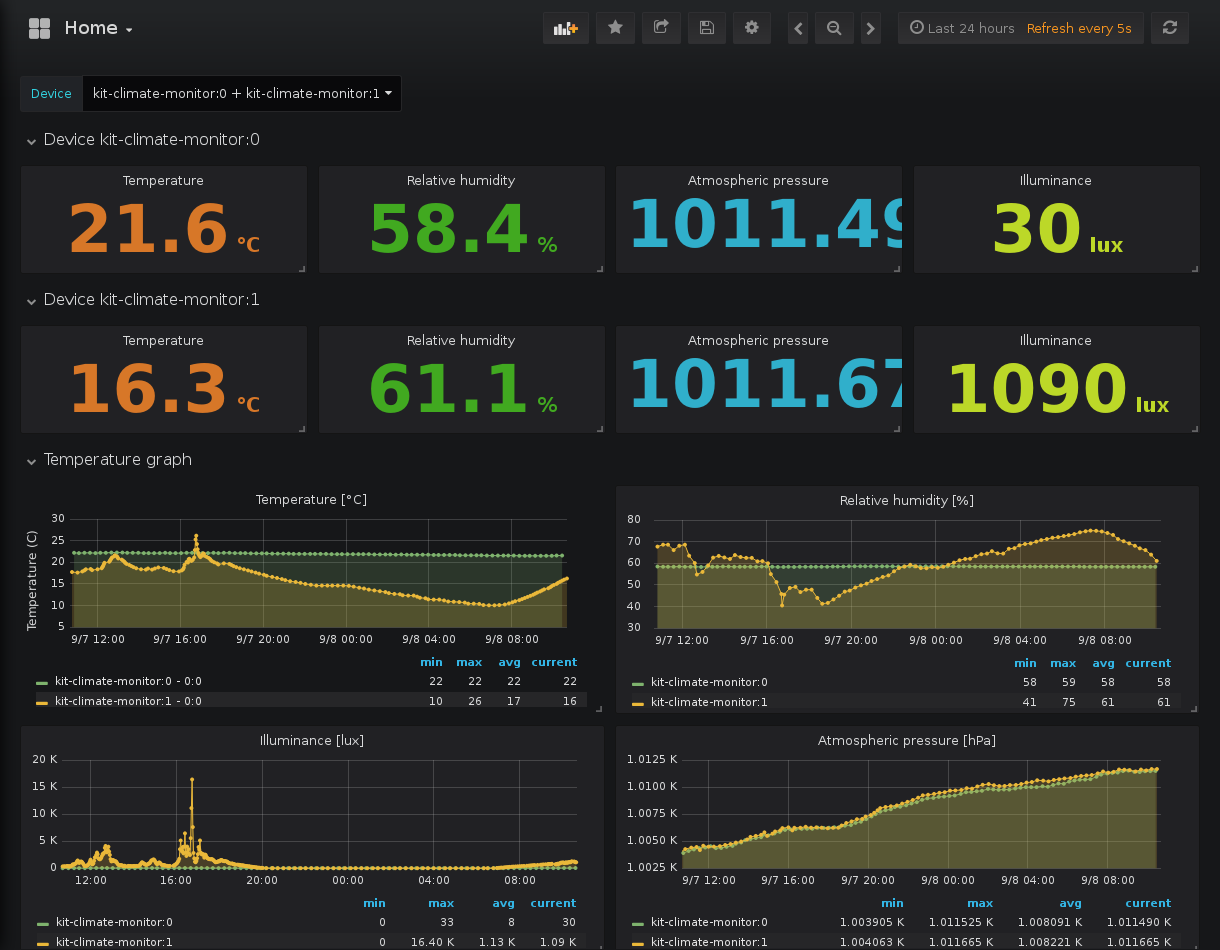 Home
Last 24 hours Refresh every 5s
Device kit-climate-monitor:0 + kit-climate-monitor:1
Device kit-climate-monitor:0
Temperature Relative humidity Atmospheric pressure Illuminance
21.6 °C 58.4 % 1011.49 30 lux
Device kit-climate-monitor:1
Temperature Relative humidity Atmospheric pressure Illuminance
16.3 °C 61.1 % 1011.67 1090 lux
Temperature graph
Temperature [°C]
Temperature (C)
30
25
20
15
10
5
9/7 12:00 9/7 16:00 9/7 20:00 9/8 00:00 9/8 04:00 9/8 08:00
min max avg current
kit-climate-monitor:0 - 0:0 22 22 22 22
kit-climate-monitor:1 - 0:0 10 26 17 16
Relative humidity [%]
80
70
60
50
40
30
9/7 12:00 9/7 16:00 9/7 20:00 9/8 00:00 9/8 04:00 9/8 08:00
min max avg current
kit-climate-monitor:0 58 59 58 58
kit-climate-monitor:1 41 75 61 61
Illuminance [lux]
20 K
15 K
10 K
5 K
0
12:00 16:00 20:00 00:00 04:00 08:00
min max avg current
kit-climate-monitor:0 0 33 8 30
kit-climate-monitor:1 0 16.40 K 1.13 K 1.09 K
Atmospheric pressure [hPa]
1.0125 K
1.0100 K
1.0075 K
1.0050 K
1.0025 K
9/7 12:00 9/7 16:00 9/7 20:00 9/8 00:00 9/8 04:00 9/8 08:00
min max avg current
kit-climate-monitor:0 1.003905 K 1.011525 K 1.008091 K 1.011490 K
kit-climate-monitor:1 1.004063 K 1.011665 K 1.008221 K 1.011665 K